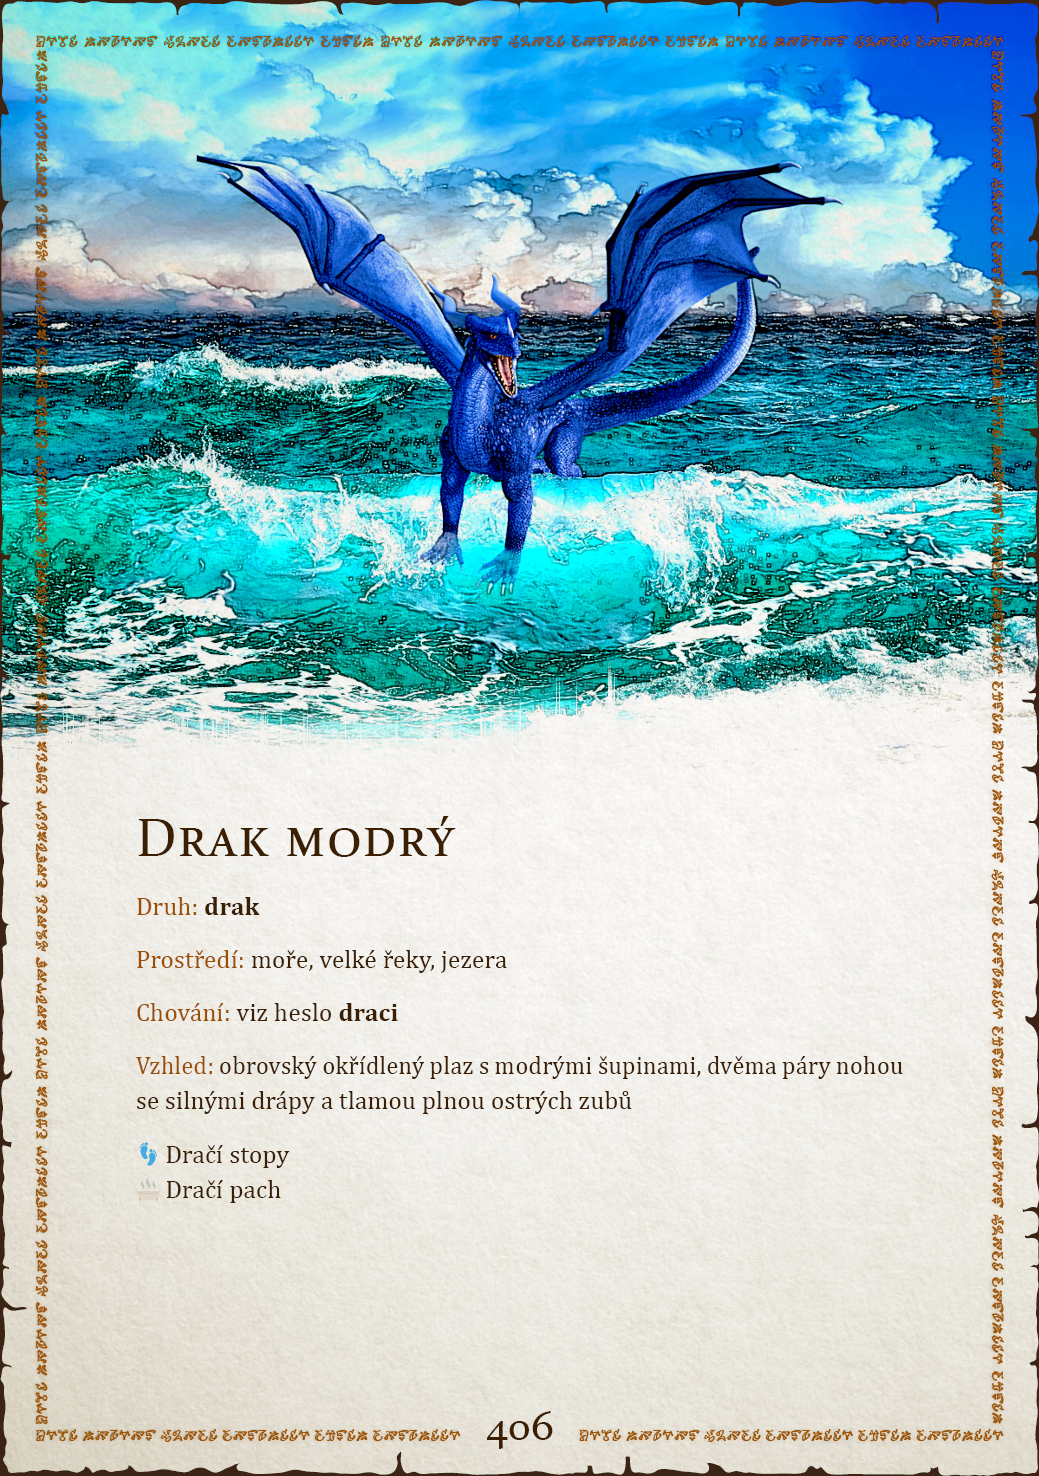 Drak modrý
Druh: drak
Prostředí: moře, velké řeky, jezera
Chování: viz heslo draci
Vzhled: obrovský okřídlený plaz s modrými šupinami, dvěma páry nohou
se silnými drápy a tlamou plnou ostrých zubů
Dračí stopy
Dračí pach
406